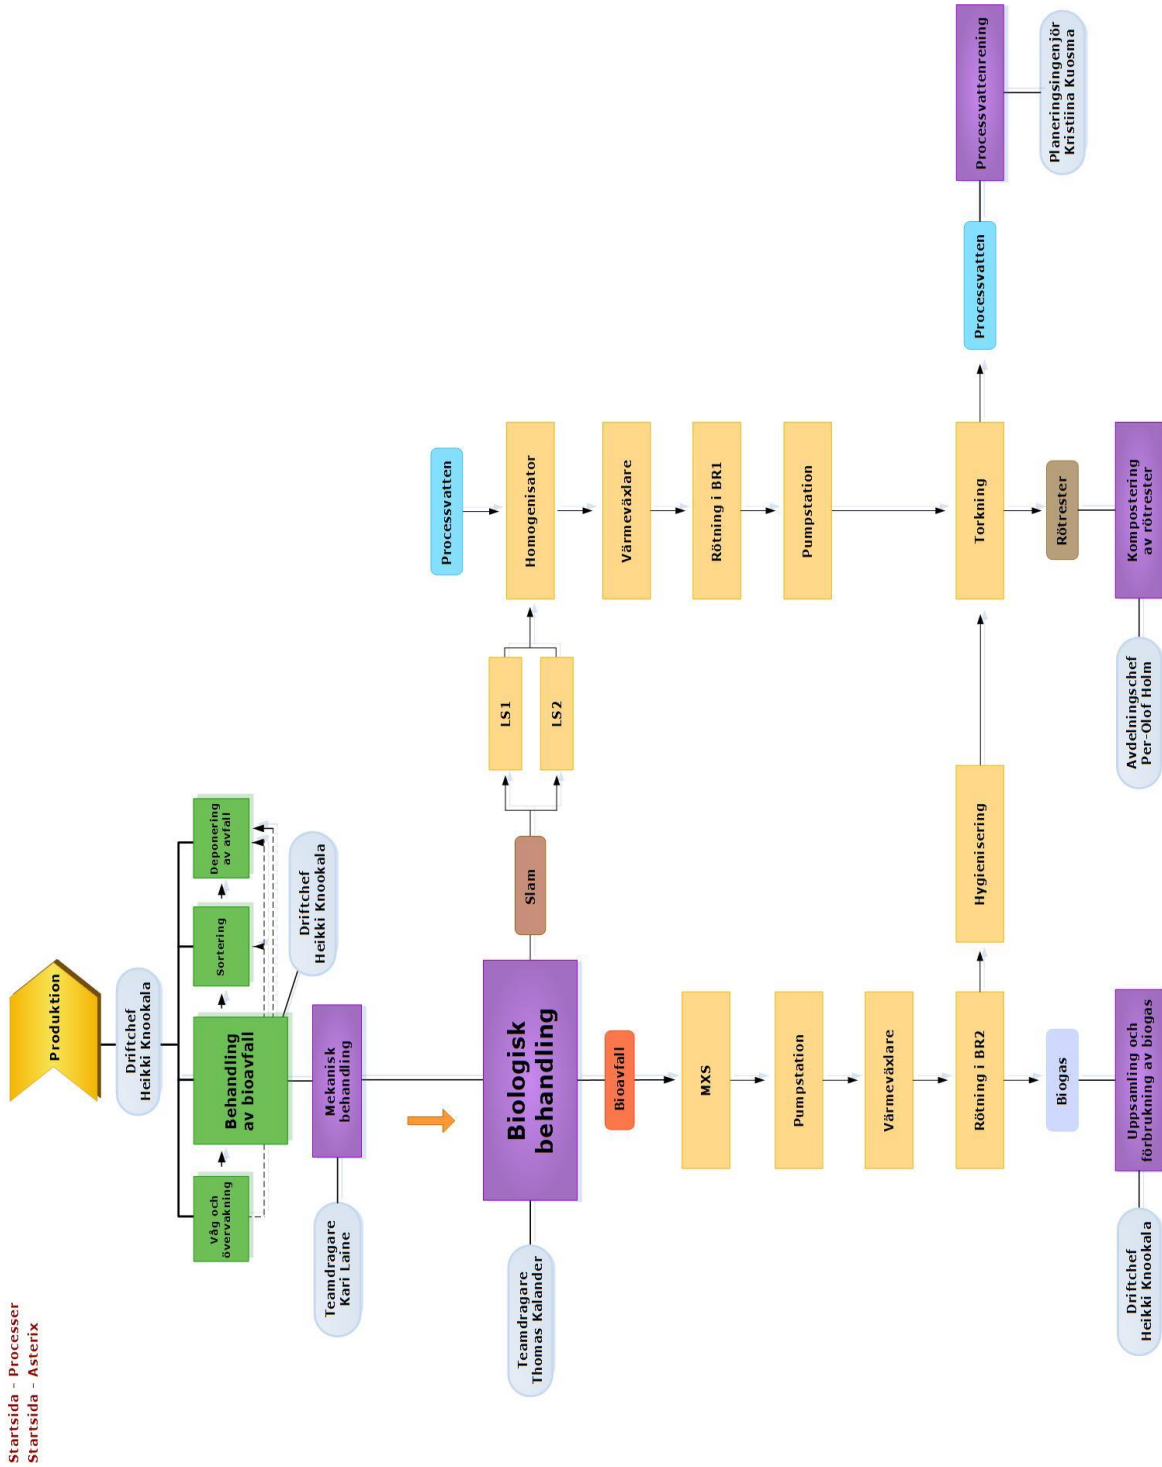 Startsida - Processer
Startsida - Asterix
Produktion
Driftchef
Heikki Knookala
Våg och
övervakning
Behandling
av bioavfall
Sortering
Deponering
av avfall
Driftchef
Heikki Knookala
Teamdragare
Kari Laine
Mekanisk
behandling
Teamdragare
Thomas Kalander
Biologisk
behandling
Slam
LS1
LS2
Processvatten
Homogenisator
Värmeväxlare
Rötning i BR1
Pumpstation
Bioavfall
MXS
Pumpstation
Värmeväxlare
Rötning i BR2
Hygienisering
Torkning
Processvatten
Processvattenrening
Planeringsingenjör
Kristiina Kuosma
Biogas
Rötrester
Driftchef
Heikki Knookala
Uppsamling och
förbrukning av biogas
Avdelningschef
Per-Olof Holm
Kompostering
av rötrester